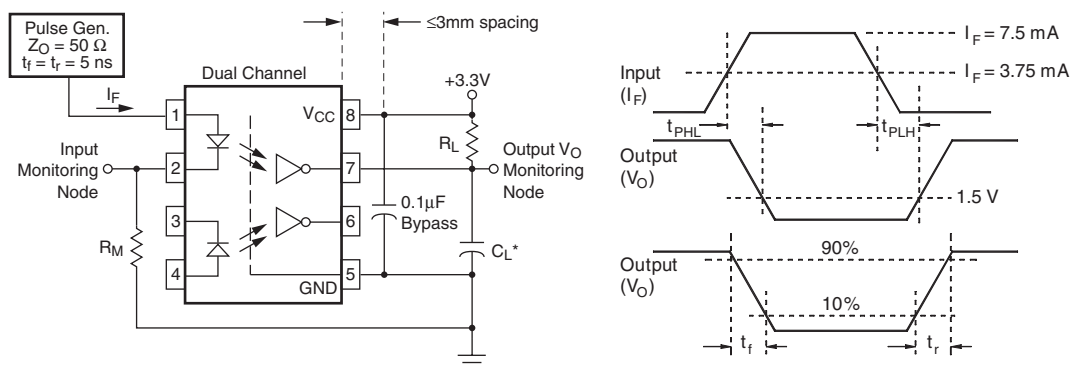 Pulse Gen.
Z_O = 50 Ω
t_f = t_r = 5 ns
≤3mm spacing
Dual Channel
+3.3V
I_F
1
V_CC
8
R_L
Input
Monitoring
Node
2
7
Output V_O
Monitoring
Node
3
6
0.1µF
Bypass
R_M
C_L*
4
GND
5
Input
(I_F)
I_F = 7.5 mA
I_F = 3.75 mA
t_PHL
t_PLH
Output
(V_O)
1.5 V
Output
(V_O)
90%
10%
t_f
t_r